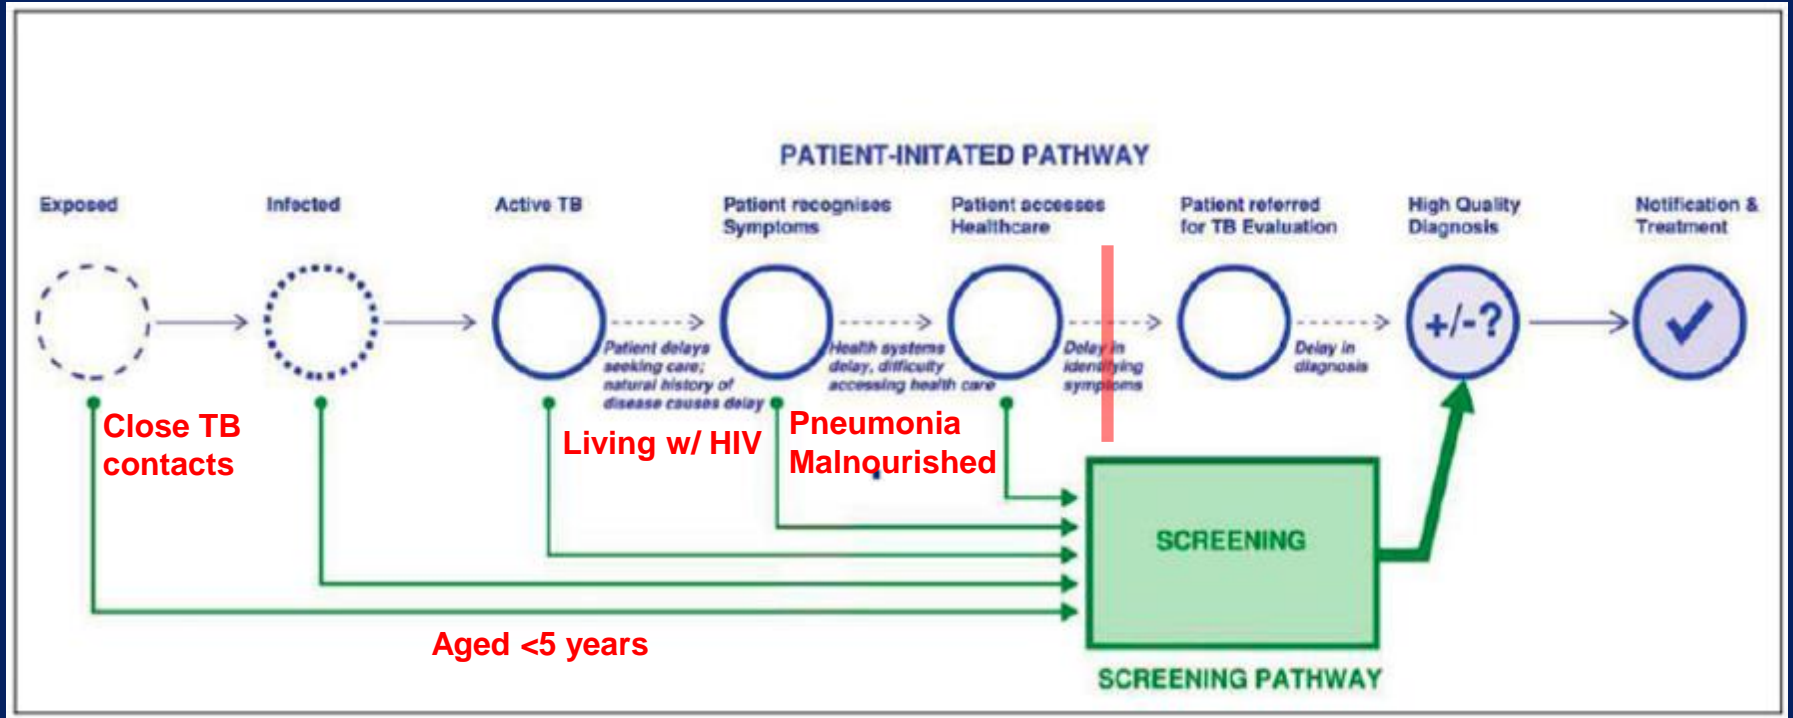 PATIENT-INITATED PATHWAY
Exposed
Infected
Active TB
Patient recognises
Symptoms
Patient accesses
Healthcare
Patient referred
for TB Evaluation
High Quality
Diagnosis
Notification &
Treatment
+/-?
Patient delays
seeking care;
natural history of
disease causes delay
Health systems
delay, difficulty
accessing health care
Delay in
identifying
symptoms
Delay in
diagnosis
Close TB
contacts
Living w/ HIV
Pneumonia
Malnourished
SCREENING
Aged <5 years
SCREENING PATHWAY